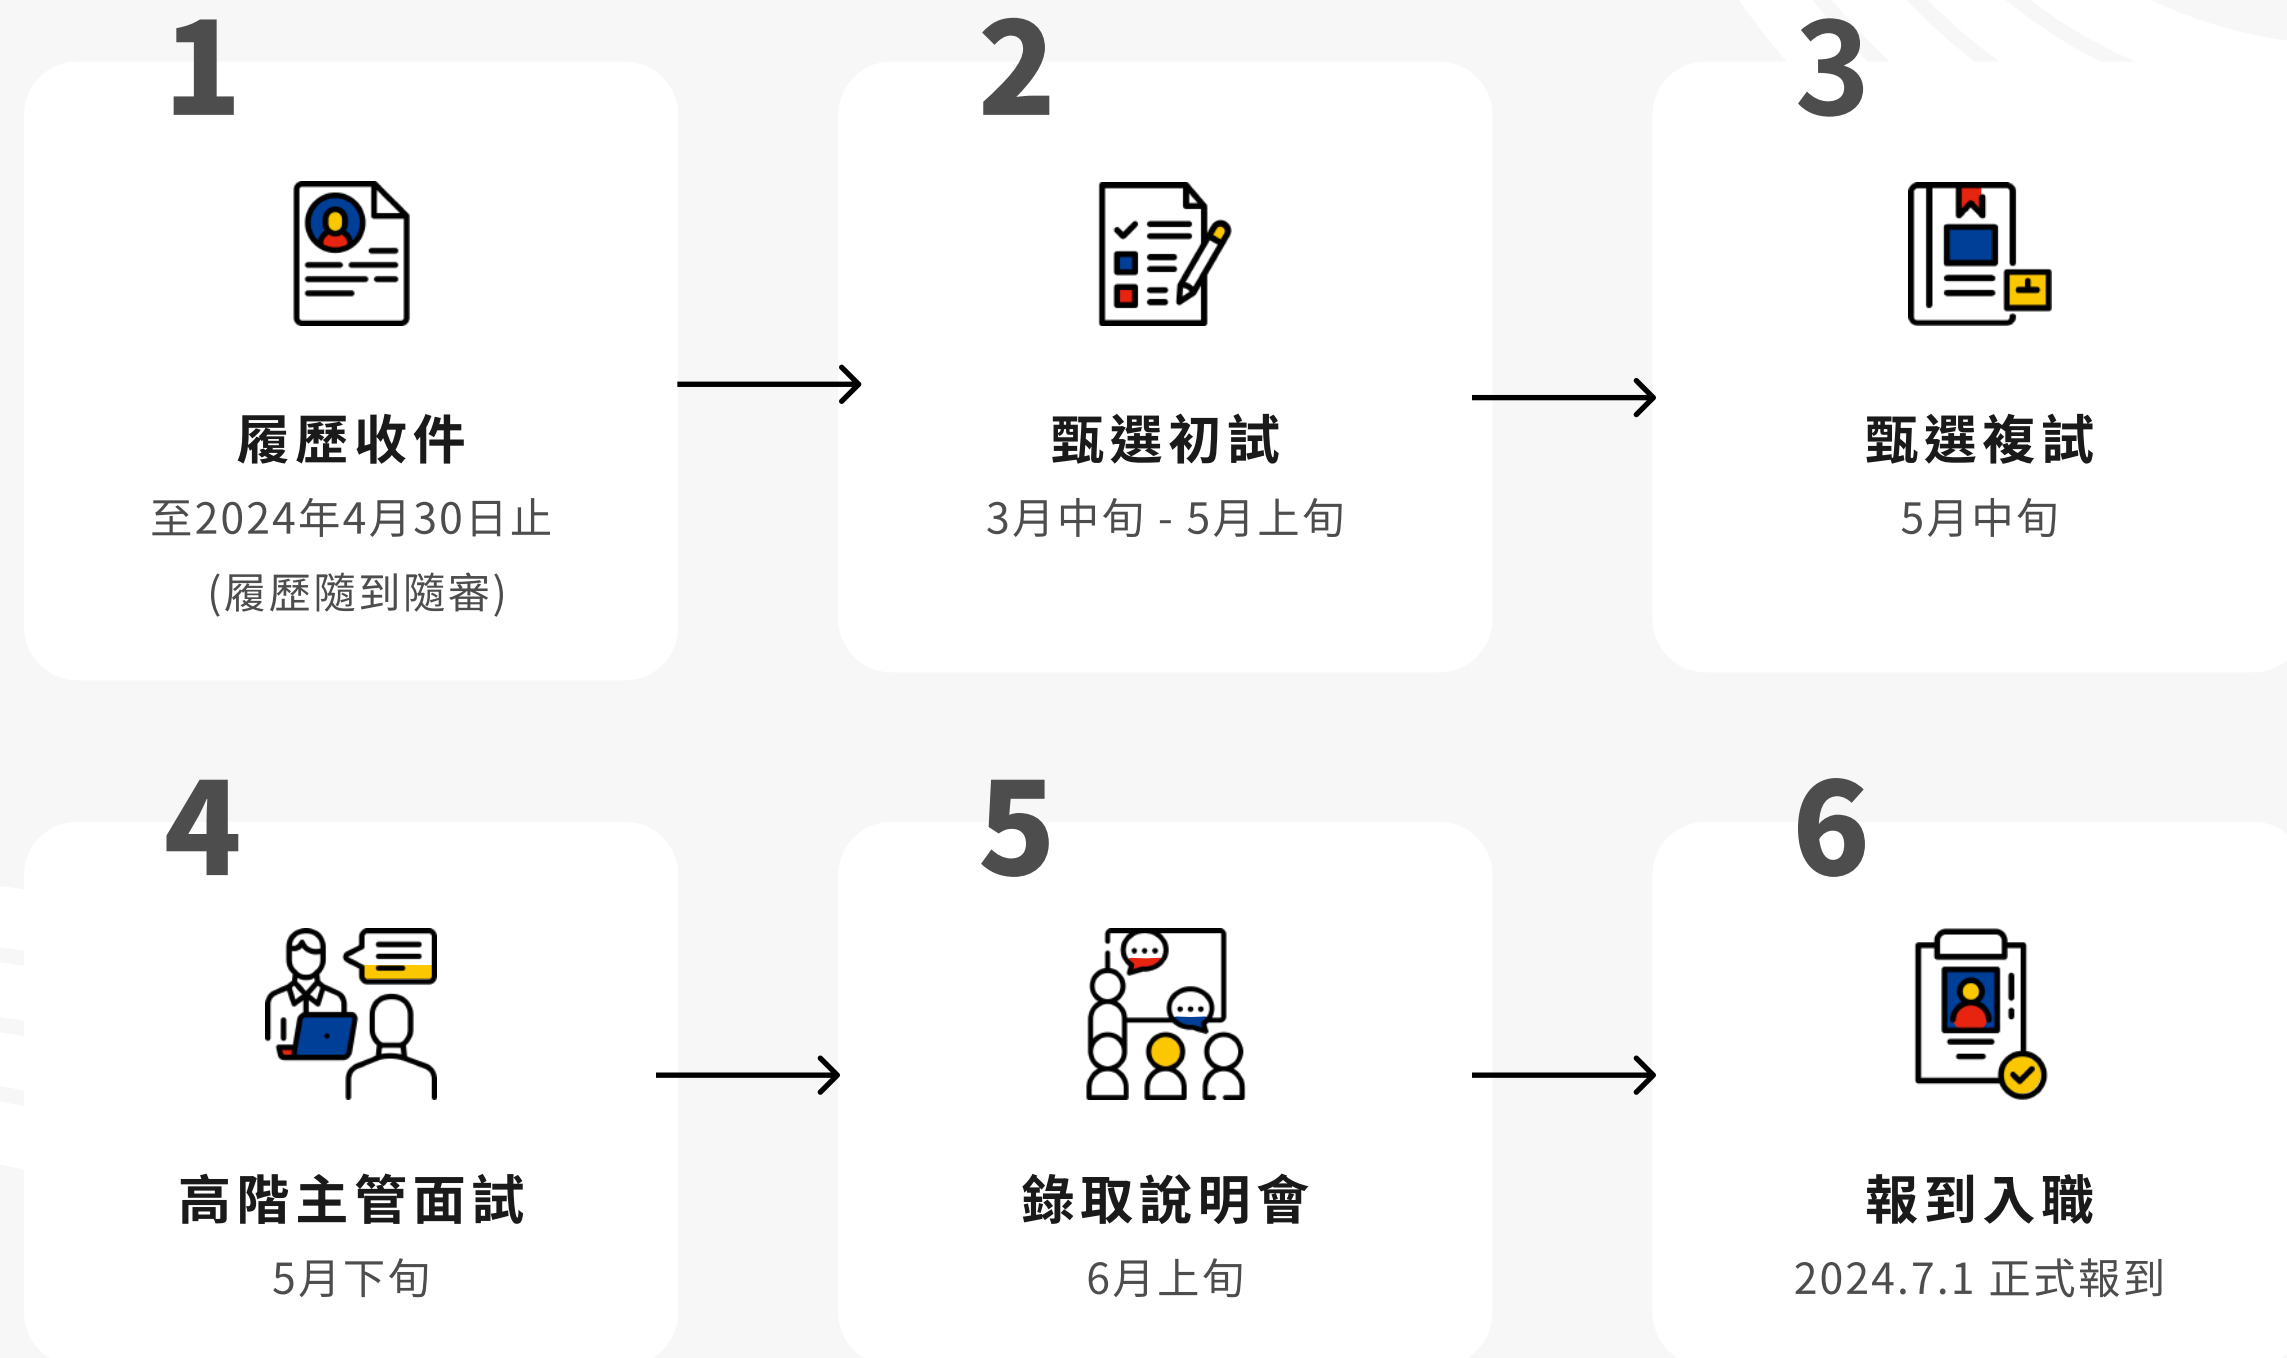 1
履歷收件
至2024年4月30日止
(履歷隨到隨審)
2
甄選初試
3月中旬 - 5月上旬
3
甄選複試
5月中旬
4
高階主管面試
5月下旬
5
錄取說明會
6月上旬
6
報到入職
2024.7.1 正式報到